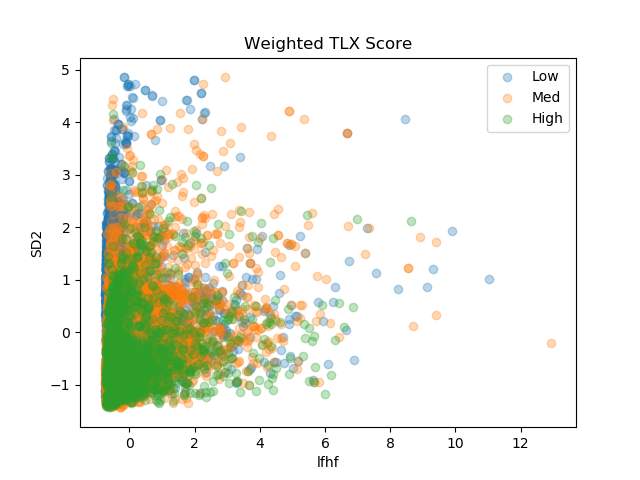 Weighted TLX Score
Low
Med
High
5
4
3
2
1
0
−1
SD2
0 2 4 6 8 10 12
lfhf